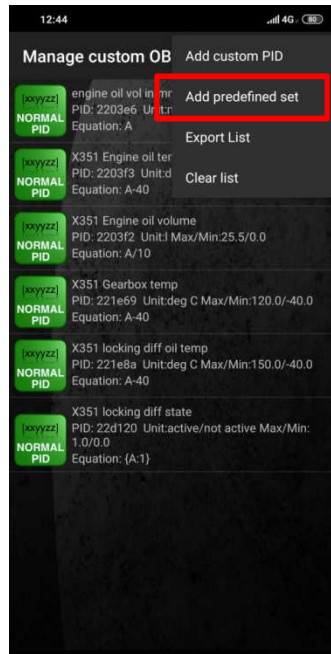 12:44
4G
80
Manage custom OB
Add custom PID
Add predefined set
Export List
Clear list
[xxyyzz]
NORMAL
PID
engine oil vol in mr
PID: 2203e6 Unit:r
Equation: A
[xxyyzz]
NORMAL
PID
X351 Engine oil ter
PID: 2203f3 Unit:d
Equation: A-40
[xxyyzz]
NORMAL
PID
X351 Engine oil volume
PID: 2203f2 Unit:l Max/Min:25.5/0.0
Equation: A/10
[xxyyzz]
NORMAL
PID
X351 Gearbox temp
PID: 221e69 Unit:deg C Max/Min:120.0/-40.0
Equation: A-40
[xxyyzz]
NORMAL
PID
X351 locking diff oil temp
PID: 221e8a Unit:deg C Max/Min:150.0/-40.0
Equation: A-40
[xxyyzz]
NORMAL
PID
X351 locking diff state
PID: 22d120 Unit:active/not active Max/Min:
1.0/0.0
Equation: {A:1}